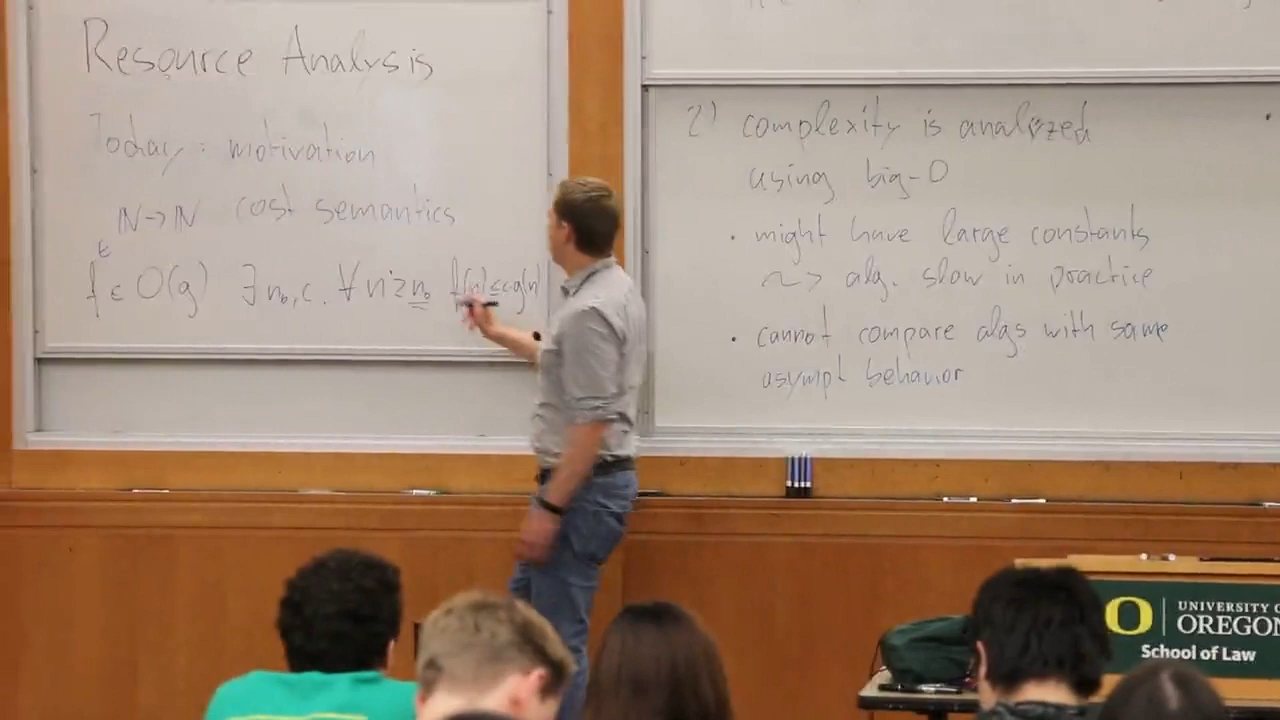 Resource Analysis
Today: motivation
cost semantics
ℕ→ℕ
f ∈ O(g) ∃ n₀,c. ∀ n≥n₀ f(n)≤c·g(n)
2) complexity is analyzed
using big-O
• might have large constants
~> alg. slow in practice
• cannot compare algs with same
asympt behavior
O
UNIVERSITY O
OREGON
School of Law